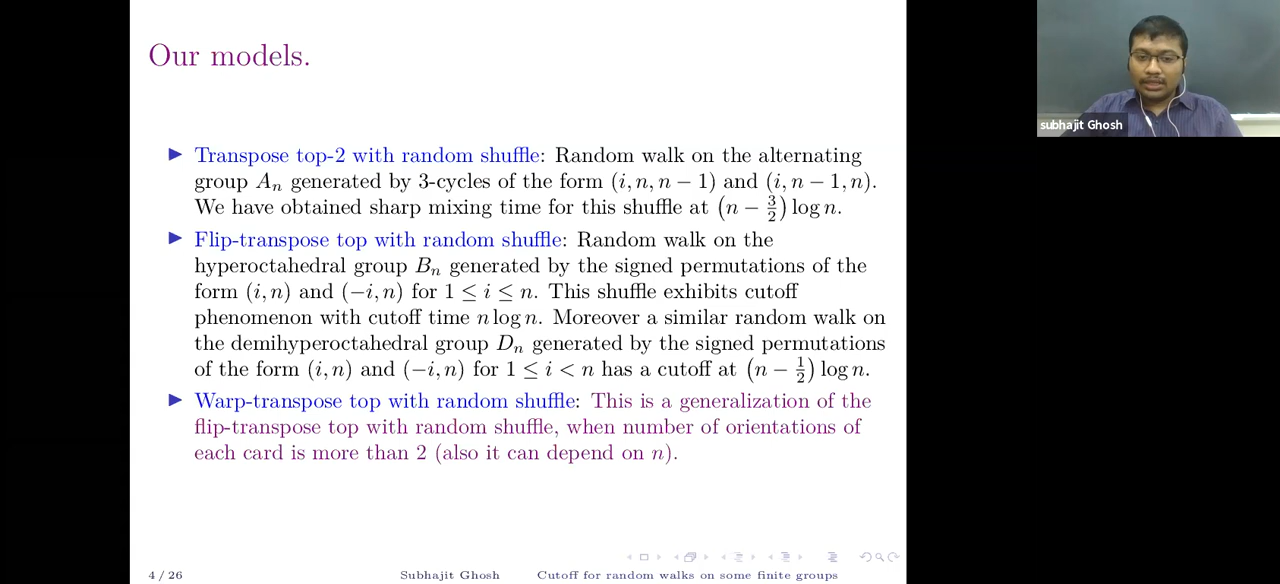 Our models.
▶ Transpose top-2 with random shuffle: Random walk on the alternating
group Aₙ generated by 3-cycles of the form (i, n, n − 1) and (i, n − 1, n).
We have obtained sharp mixing time for this shuffle at (n − 3/2) log n.
▶ Flip-transpose top with random shuffle: Random walk on the
hyperoctahedral group Bₙ generated by the signed permutations of the
form (i, n) and (−i, n) for 1 ≤ i ≤ n. This shuffle exhibits cutoff
phenomenon with cutoff time n log n. Moreover a similar random walk on
the demihyperoctahedral group Dₙ generated by the signed permutations
of the form (i, n) and (−i, n) for 1 ≤ i < n has a cutoff at (n − 1/2) log n.
▶ Warp-transpose top with random shuffle: This is a generalization of the
flip-transpose top with random shuffle, when number of orientations of
each card is more than 2 (also it can depend on n).
4 / 26 Subhajit Ghosh Cutoff for random walks on some finite groups
subhajit Ghosh